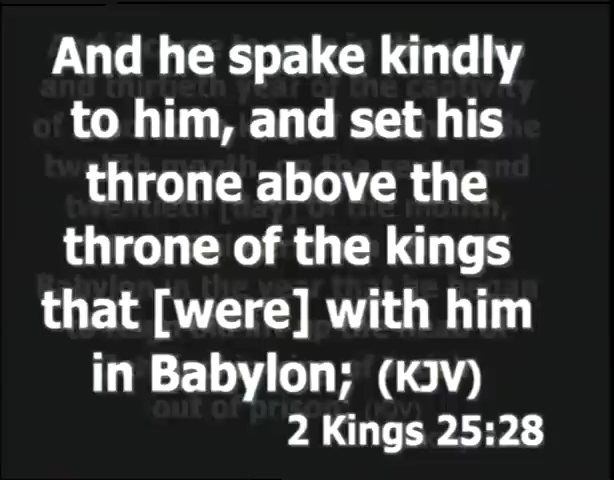 And he spake kindly
to him, and set his
throne above the
throne of the kings
that [were] with him
in Babylon; (KJV)
2 Kings 25:28